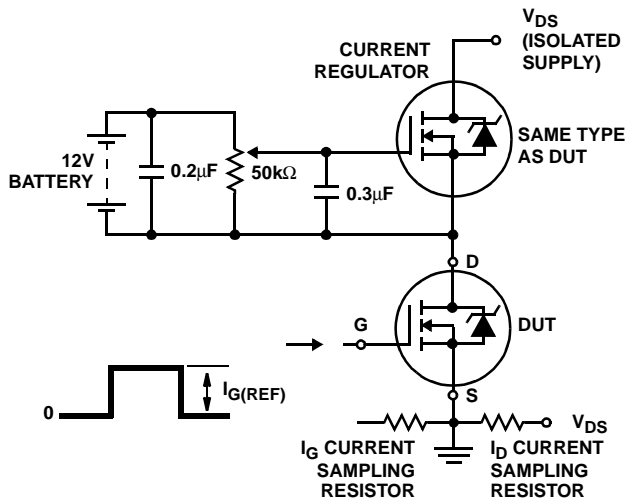 V_DS
(ISOLATED
SUPPLY)
CURRENT
REGULATOR
SAME TYPE
AS DUT
12V
BATTERY
0.2μF
50kΩ
0.3μF
D
DUT
G
I_G(REF)
0
S
V_DS
I_G CURRENT
SAMPLING
RESISTOR
I_D CURRENT
SAMPLING
RESISTOR